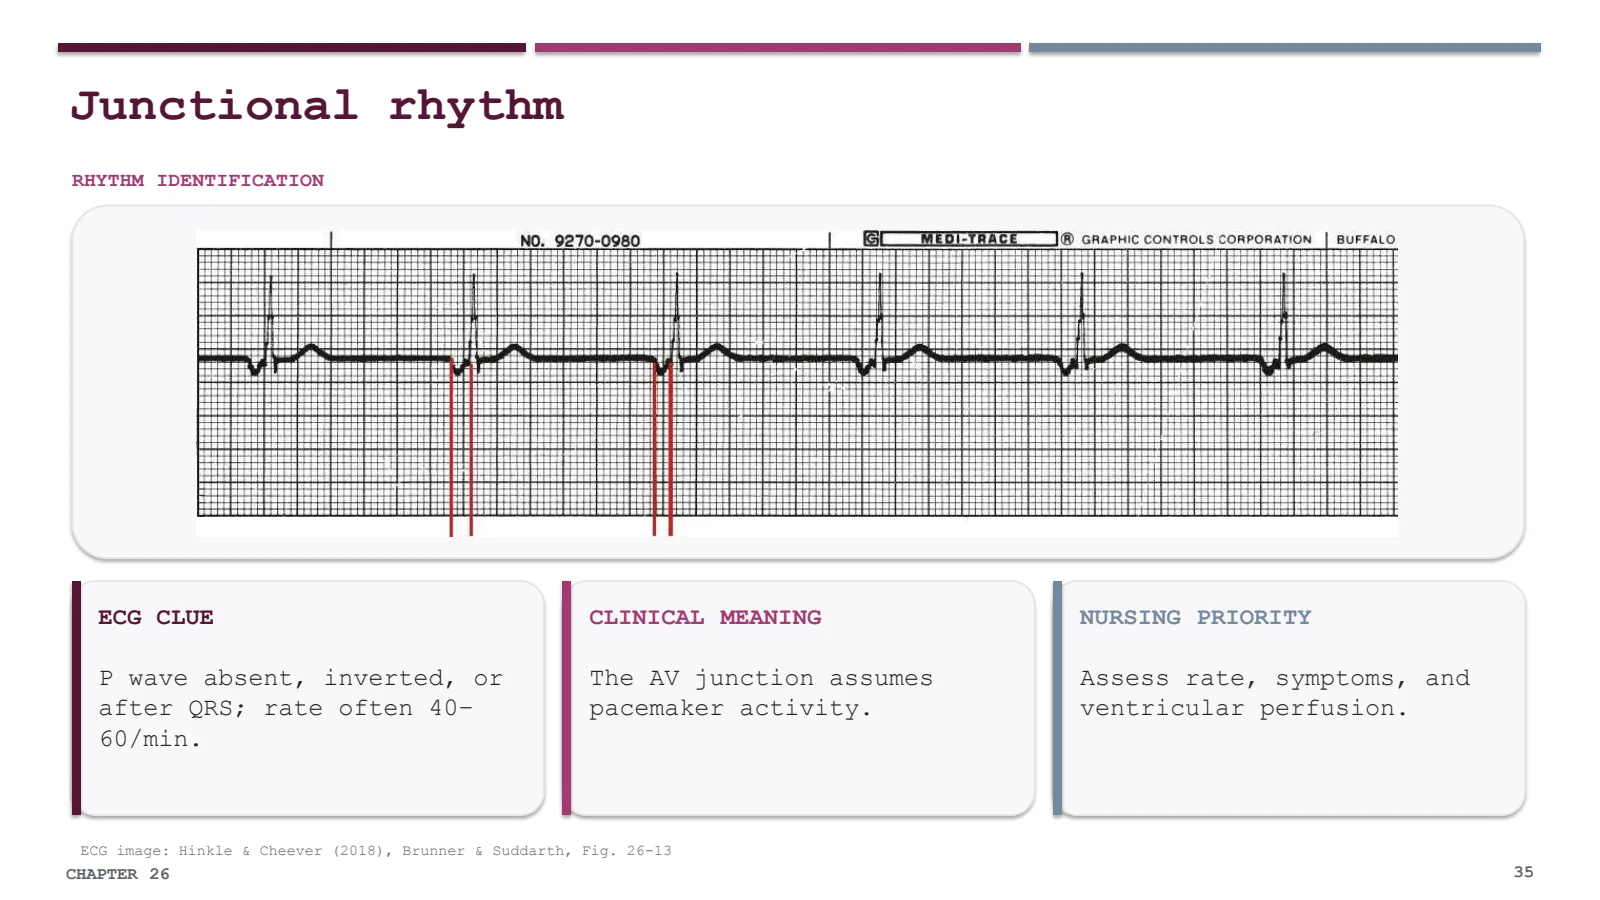 Junctional rhythm
RHYTHM IDENTIFICATION
NO. 9270-0980
G MEDI-TRACE ® GRAPHIC CONTROLS CORPORATION BUFFALO
ECG CLUE
P wave absent, inverted, or
after QRS; rate often 40–
60/min.
CLINICAL MEANING
The AV junction assumes
pacemaker activity.
NURSING PRIORITY
Assess rate, symptoms, and
ventricular perfusion.
ECG image: Hinkle & Cheever (2018), Brunner & Suddarth, Fig. 26-13
CHAPTER 26
35